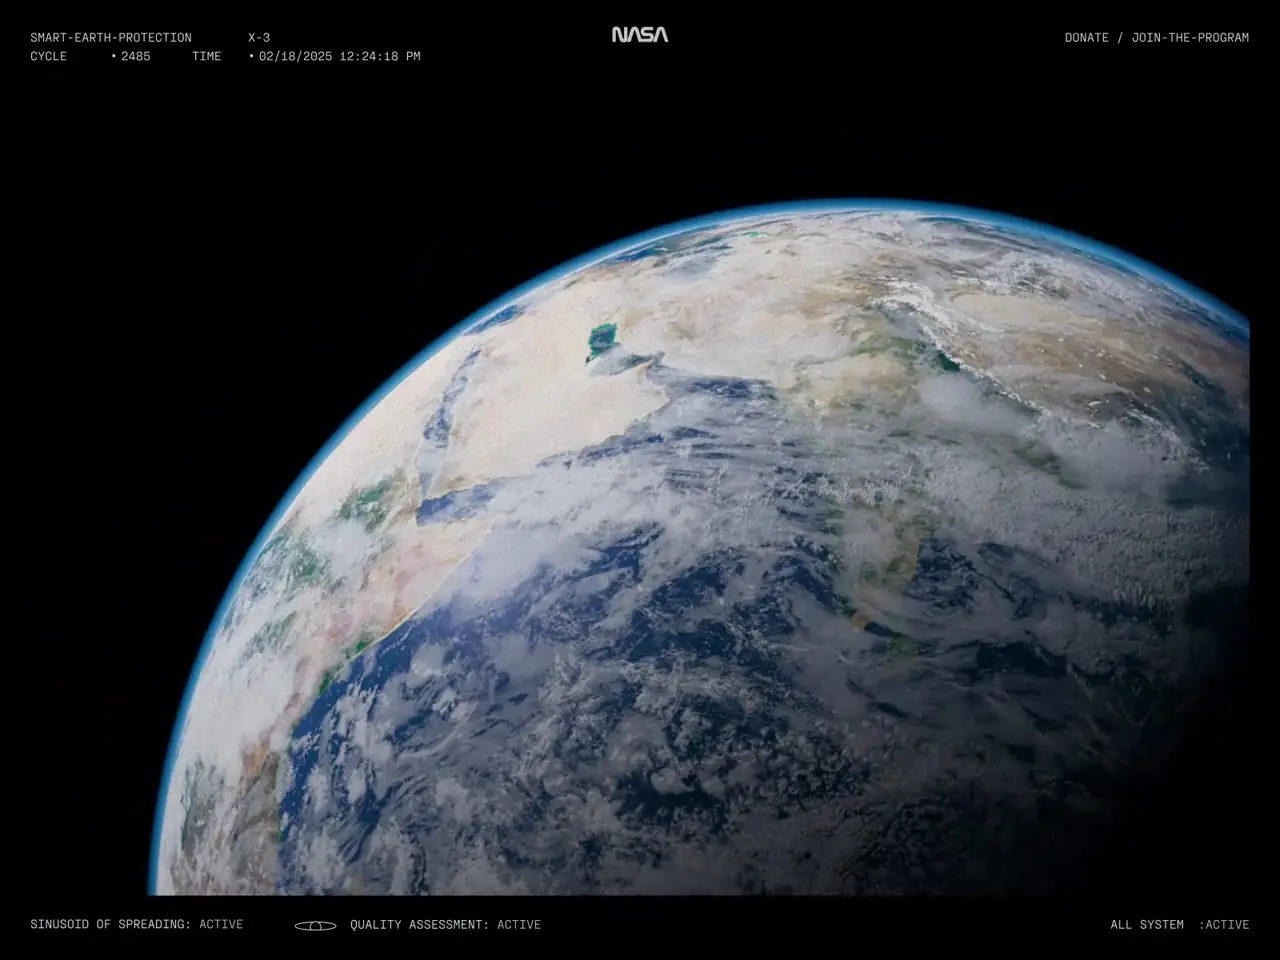 SMART-EARTH-PROTECTION X-3
CYCLE • 2485 TIME • 02/18/2025 12:24:18 PM
NASA
DONATE / JOIN-THE-PROGRAM
SINUSOID OF SPREADING: ACTIVE
QUALITY ASSESSMENT: ACTIVE
ALL SYSTEM :ACTIVE